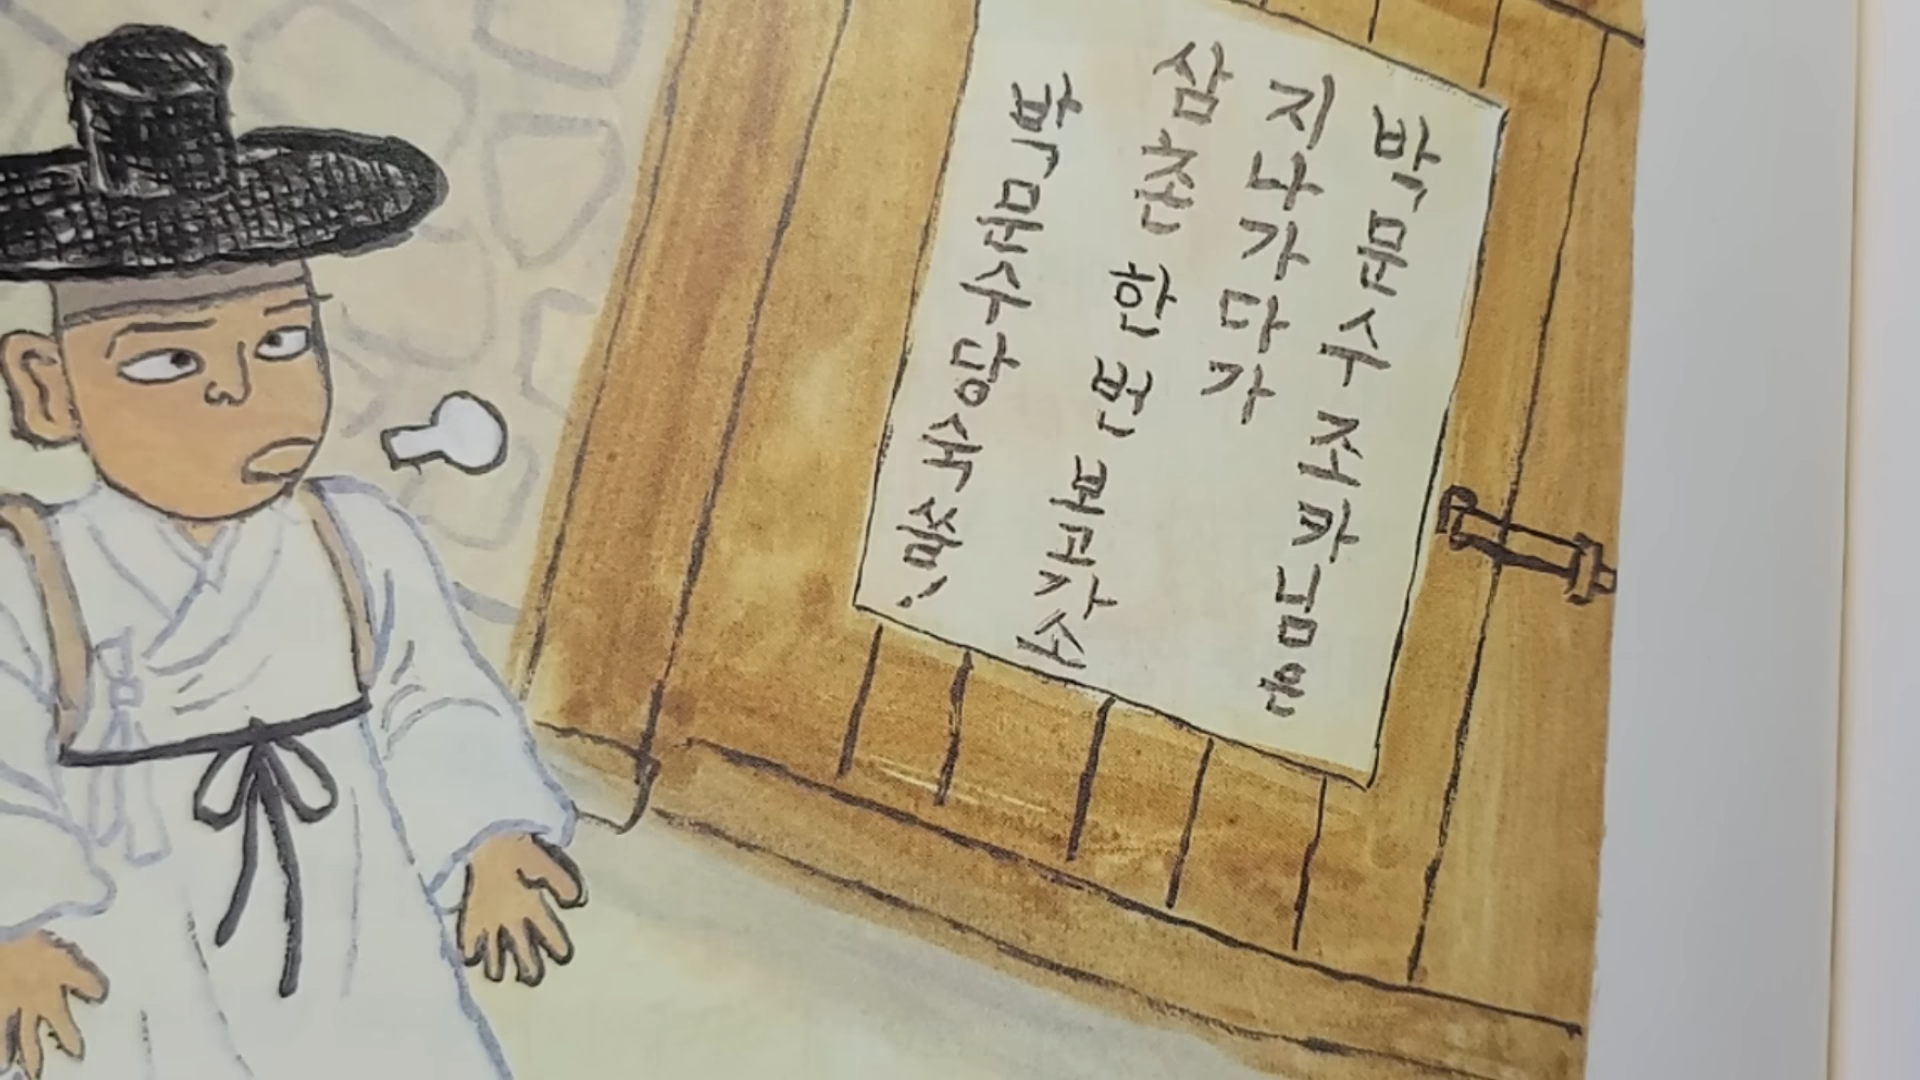 박문수 조카님은
지나가다가
삼촌 한 번 보고 가소
박문수 당숙 씀.